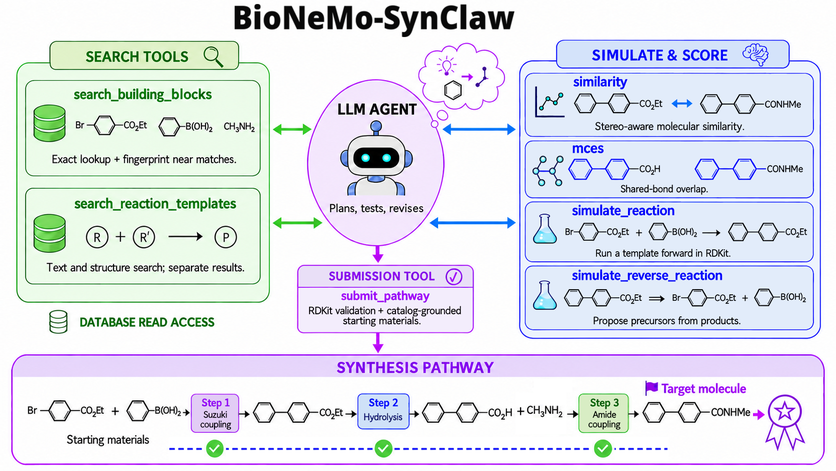 BioNeMo-SynClaw
SEARCH TOOLS
search_building_blocks
Br
CO₂Et
B(OH)₂
CH₃NH₂
Exact lookup + fingerprint near matches.
search_reaction_templates
R + R' P
Text and structure search; separate results.
DATABASE READ ACCESS
LLM AGENT
Plans, tests, revises
SUBMISSION TOOL
submit_pathway
RDKit validation + catalog-grounded
starting materials.
SIMULATE & SCORE
similarity
CO₂Et
CONHMe
Stereo-aware molecular similarity.
mces
CO₂H
CONHMe
Shared-bond overlap.
simulate_reaction
Br CO₂Et + B(OH)₂ CO₂Et
Run a template forward in RDKit.
simulate_reverse_reaction
CO₂Et Br CO₂Et + B(OH)₂
Propose precursors from products.
SYNTHESIS PATHWAY
Br CO₂Et + B(OH)₂
Starting materials
Step 1
Suzuki
coupling
CO₂Et
Step 2
Hydrolysis
CO₂H + CH₃NH₂
Step 3
Amide
coupling
Target molecule
CONHMe